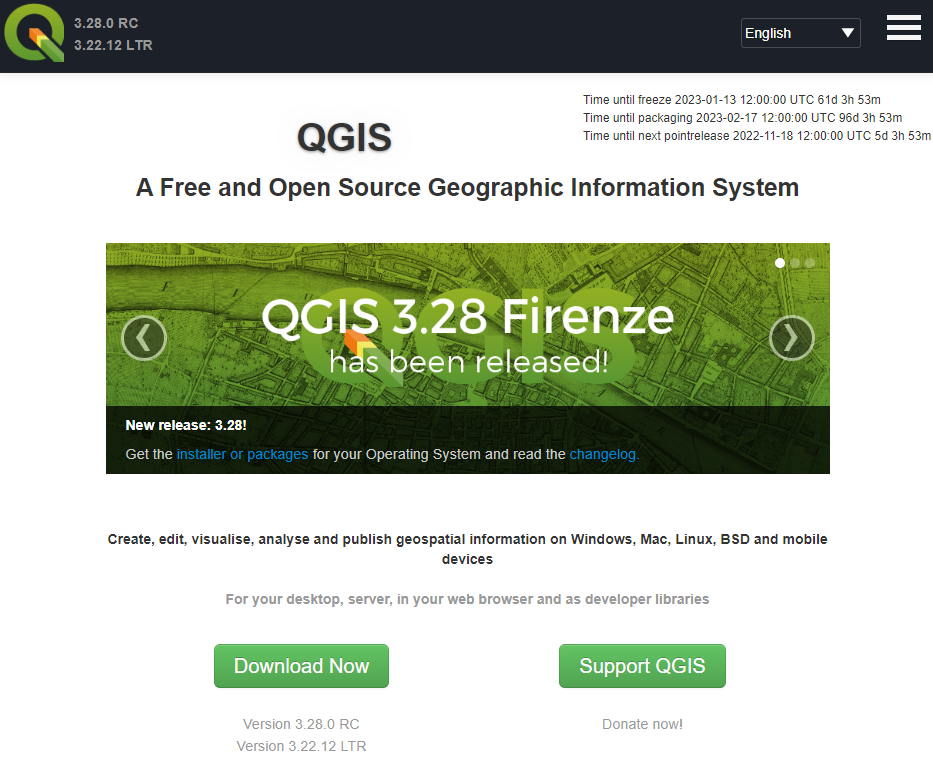 3.28.0 RC
3.22.12 LTR
English
Time until freeze 2023-01-13 12:00:00 UTC 61d 3h 53m
Time until packaging 2023-02-17 12:00:00 UTC 96d 3h 53m
Time until next pointrelease 2022-11-18 12:00:00 UTC 5d 3h 53m
QGIS
A Free and Open Source Geographic Information System
QGIS
QGIS 3.28 Firenze
has been released!
New release: 3.28!
Get the installer or packages for your Operating System and read the changelog.
Create, edit, visualise, analyse and publish geospatial information on Windows, Mac, Linux, BSD and mobile
devices
For your desktop, server, in your web browser and as developer libraries
Download Now
Support QGIS
Version 3.28.0 RC
Donate now!
Version 3.22.12 LTR